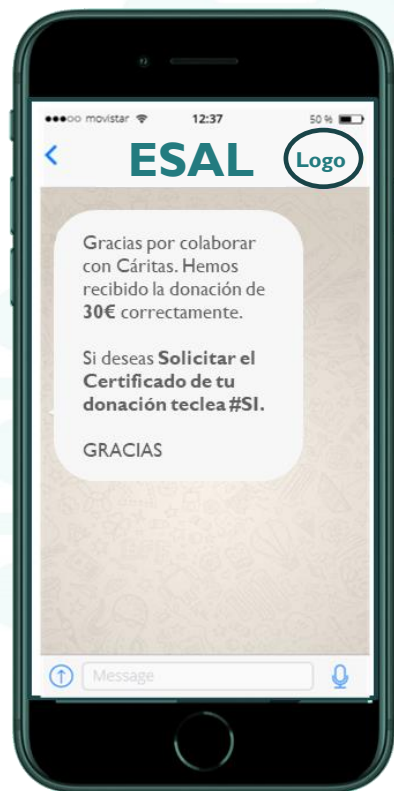 movistar 12:37 50 %
ESAL
Logo
Gracias por colaborar
con Cáritas. Hemos
recibido la donación de
30€ correctamente.
Si deseas Solicitar el
Certificado de tu
donación teclea #SI.
GRACIAS
Message